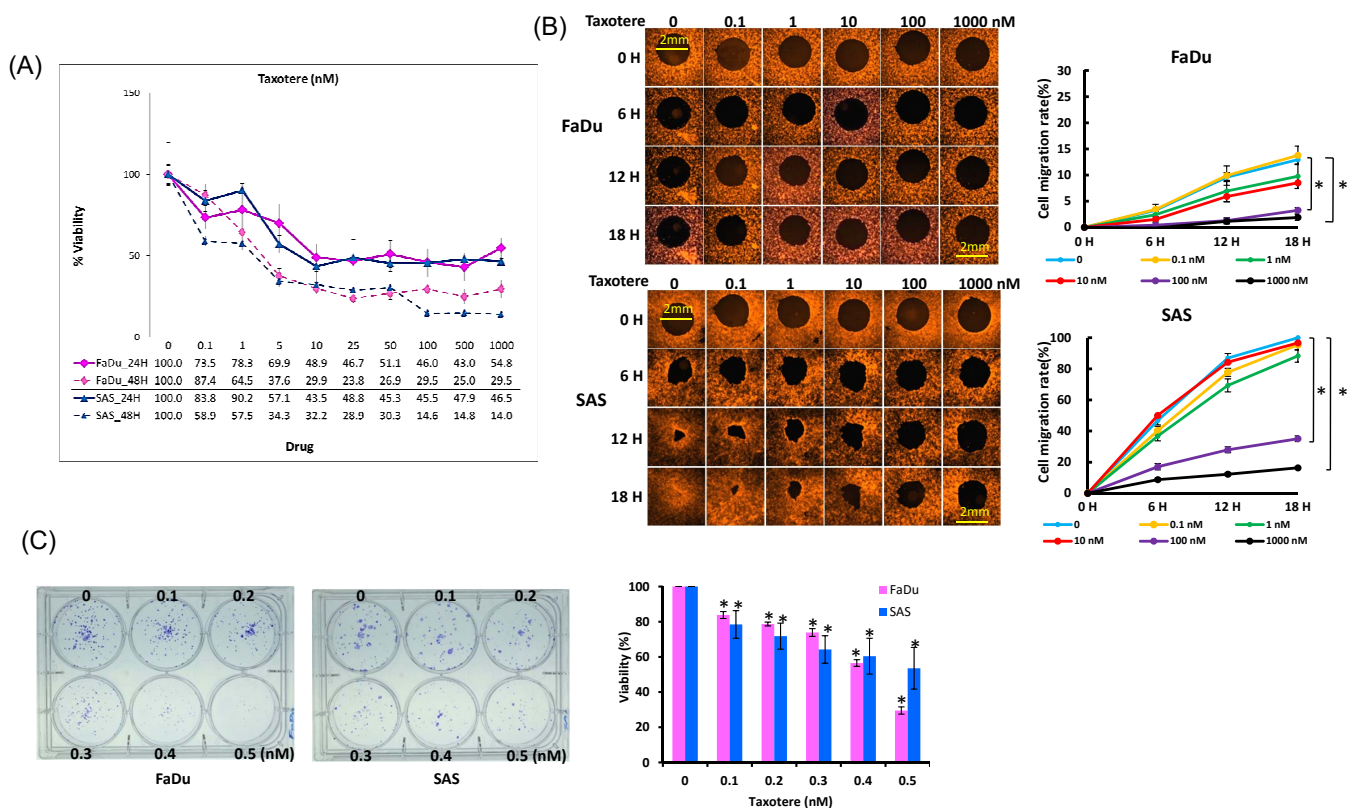 (A)
Taxotere (nM)
150
100
50
0
% Viability
0 0.1 1 5 10 25 50 100 500 1000
FaDu_24H 100.0 73.5 78.3 69.9 48.9 46.7 51.1 46.0 43.0 54.8
FaDu_48H 100.0 87.4 64.5 37.6 29.9 23.8 26.9 29.5 25.0 29.5
SAS_24H 100.0 83.8 90.2 57.1 43.5 48.8 45.3 45.5 47.9 46.5
SAS_48H 100.0 58.9 57.5 34.3 32.2 28.9 30.3 14.6 14.8 14.0
Drug
(B)
Taxotere 0 0.1 1 10 100 1000 nM
2mm
0 H
6 H
FaDu
12 H
18 H
2mm
Taxotere 0 0.1 1 10 100 1000 nM
2mm
0 H
6 H
SAS
12 H
18 H
2mm
FaDu
Cell migration rate(%)
30
25
20
15
10
5
0
* *
0 H 6 H 12 H 18 H
0 0.1 nM 1 nM
10 nM 100 nM 1000 nM
SAS
Cell migration rate(%)
100
80
60
40
20
0
* *
0 H 6 H 12 H 18 H
0 0.1 nM 1 nM
10 nM 100 nM 1000 nM
(C)
0 0.1 0.2
0.3 0.4 0.5 (nM)
FaDu
0 0.1 0.2
0.3 0.4 0.5 (nM)
SAS
Viability (%)
100
80
60
40
20
0
FaDu
SAS
* * * * * * * * * *
0 0.1 0.2 0.3 0.4 0.5
Taxotere (nM)